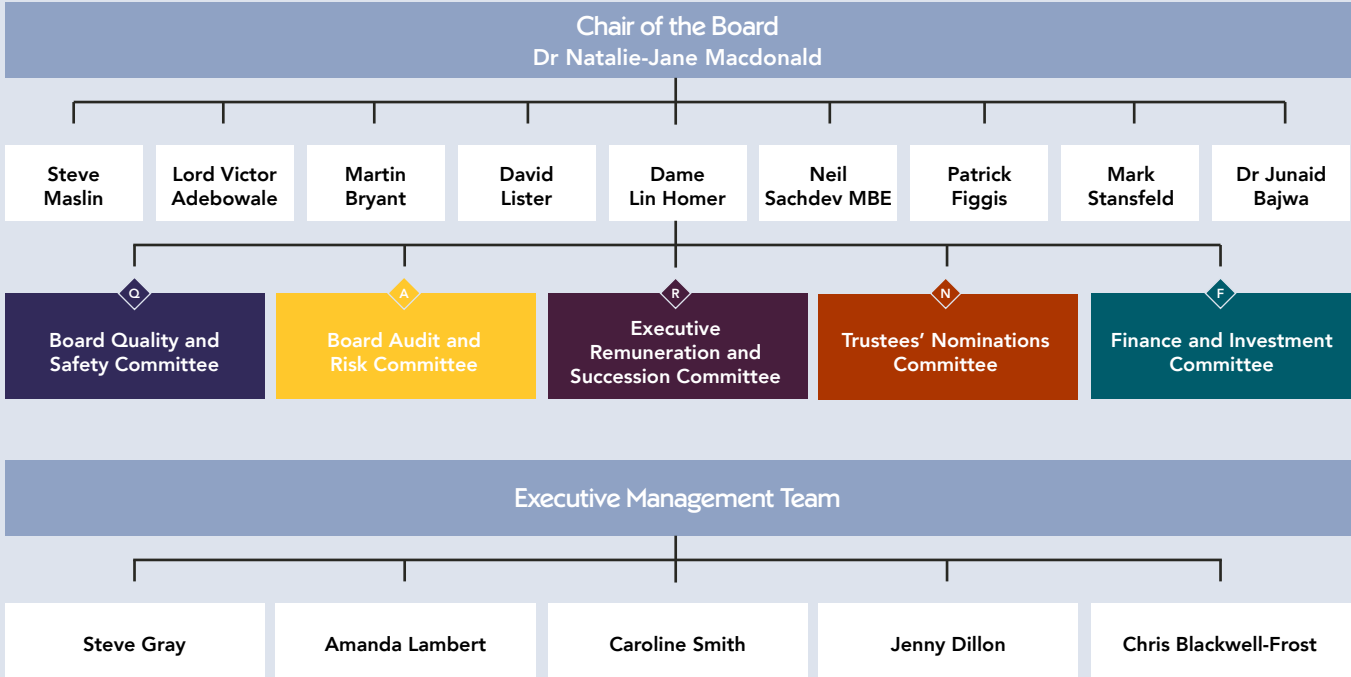 Chair of the Board
Dr Natalie-Jane Macdonald
Steve
Maslin
Lord Victor
Adebowale
Martin
Bryant
David
Lister
Dame
Lin Homer
Neil
Sachdev MBE
Patrick
Figgis
Mark
Stansfeld
Dr Junaid
Bajwa
Q
Board Quality and
Safety Committee
A
Board Audit and
Risk Committee
R
Executive
Remuneration and
Succession Committee
N
Trustees’ Nominations
Committee
F
Finance and Investment
Committee
Executive Management Team
Steve Gray
Amanda Lambert
Caroline Smith
Jenny Dillon
Chris Blackwell-Frost